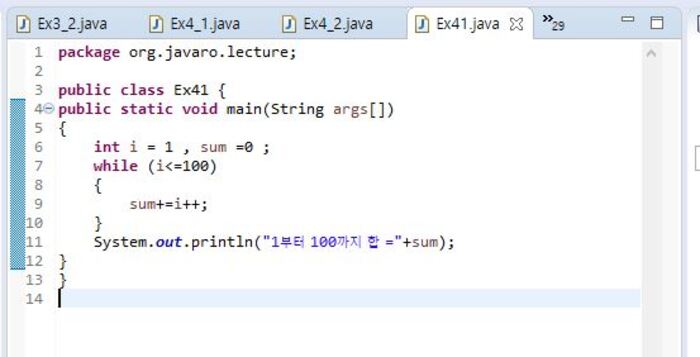 Ex3_2.java Ex4_1.java Ex4_2.java Ex41.java »29
1 package org.javaro.lecture;
2
3 public class Ex41 {
4 public static void main(String args[])
5 {
6 int i = 1 , sum =0 ;
7 while (i<=100)
8 {
9 sum+=i++;
10 }
11 System.out.println("1부터 100까지 합 ="+sum);
12 }
13 }
14